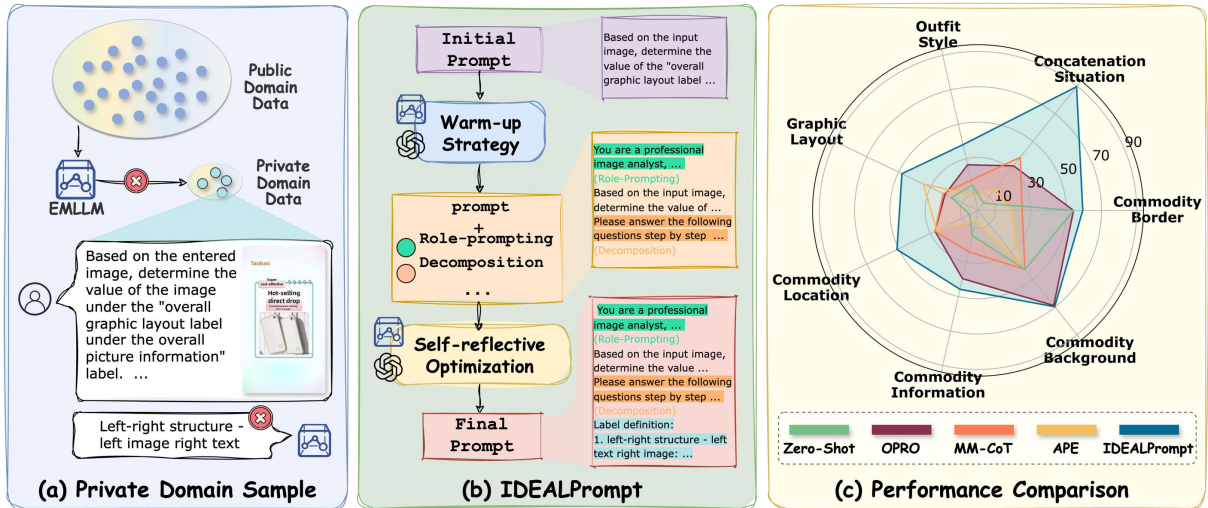 Public
Domain
Data
EMLLM
Private
Domain
Data
Based on the entered
image, determine the
value of the image
under the "overall
graphic layout label
under the overall
picture information"
label. ...
Taobao
Super
cost-effective
Hot-selling
direct drop
Left-right structure -
left image right text
(a) Private Domain Sample
Initial
Prompt
Based on the input
image, determine the
value of the "overall
graphic layout label ...
Warm-up
Strategy
prompt
+
Role-prompting
Decomposition
...
You are a professional
image analyst, ...
(Role-Prompting)
Based on the input image,
determine the value of ...
Please answer the following
questions step by step ...
(Decomposition)
Self-reflective
Optimization
Final
Prompt
You are a professional
image analyst, ...
(Role-Prompting)
Based on the input image,
determine the value ...
Please answer the following
questions step by step ...
(Decomposition)
Label definition:
1. left-right structure - left
text right image: ...
(b) IDEALPrompt
Outfit
Style
Concatenation
Situation
Graphic
Layout
90
70
50
30
10
Commodity
Border
Commodity
Location
Commodity
Background
Commodity
Information
Zero-Shot
OPRO
MM-CoT
APE
IDEALPrompt
(c) Performance Comparison